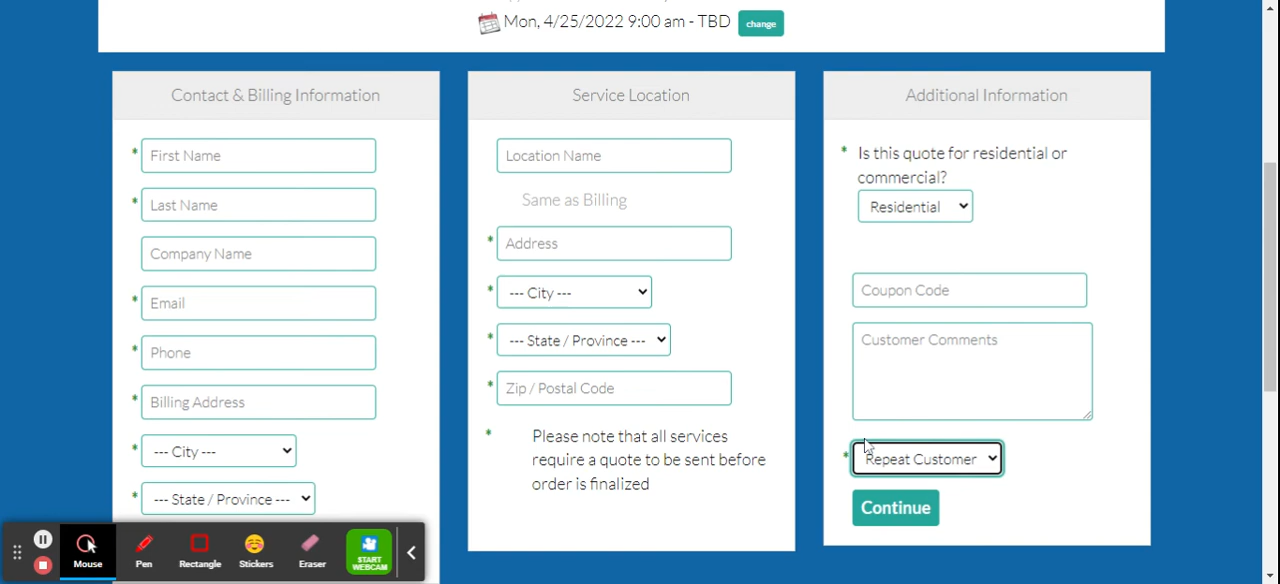 Mon, 4/25/2022 9:00 am - TBD change
Contact & Billing Information
* First Name
* Last Name
Company Name
* Email
* Phone
* Billing Address
* --- City ---
* --- State / Province ---
Service Location
Location Name
Same as Billing
* Address
* --- City ---
* --- State / Province ---
* Zip / Postal Code
* Please note that all services
require a quote to be sent before
order is finalized
Additional Information
* Is this quote for residential or
commercial?
Residential
Coupon Code
Customer Comments
* Repeat Customer
Continue
Mouse
Pen
Rectangle
Stickers
Eraser
START
WEBCAM